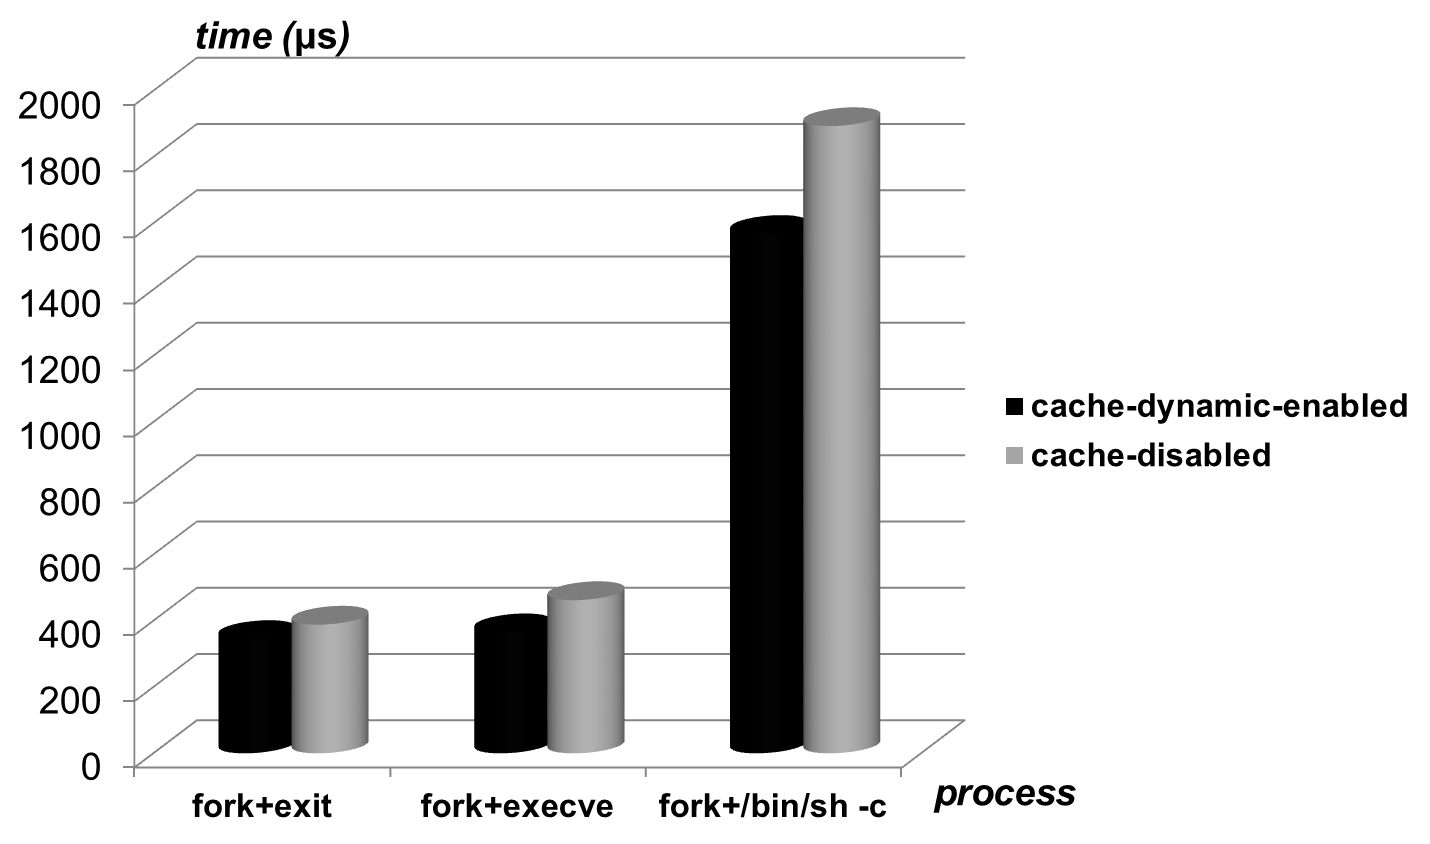 time (µs)
2000
1800
1600
1400
1200
1000
800
600
400
200
0
fork+exit
fork+execve
fork+/bin/sh -c
process
cache-dynamic-enabled
cache-disabled